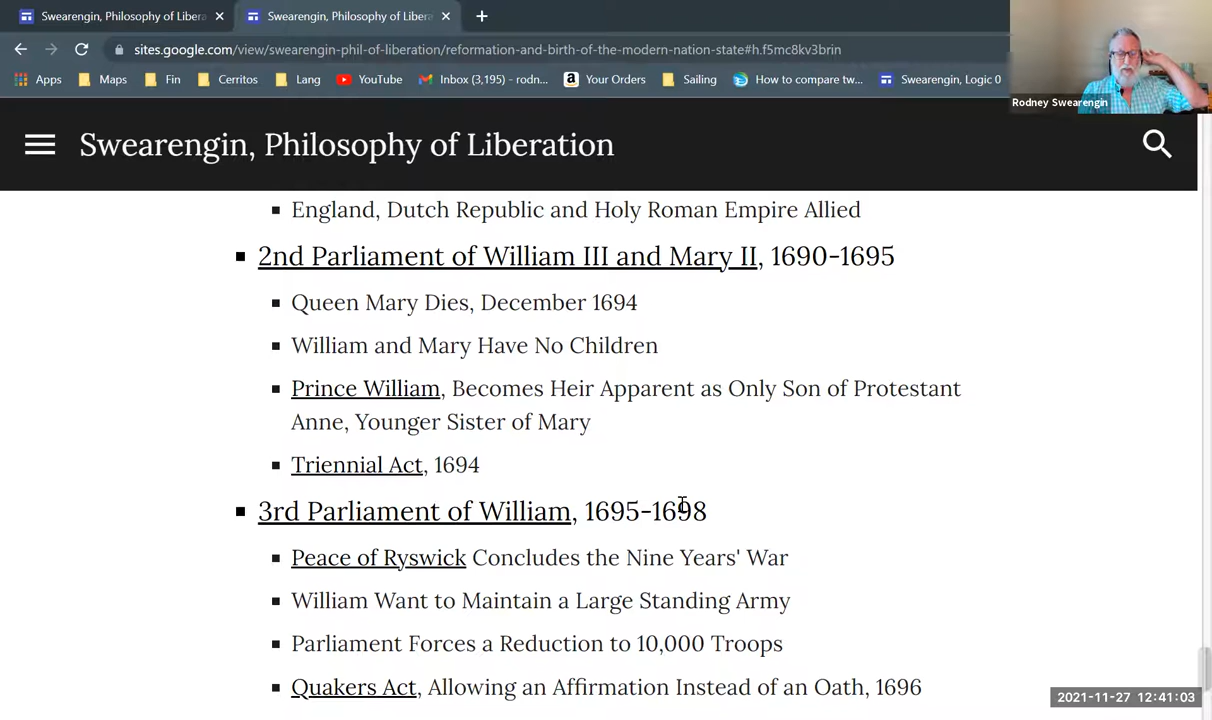 Swearengin, Philosophy of Libera
Swearengin, Philosophy of Libera
sites.google.com/view/swearengin-phil-of-liberation/reformation-and-birth-of-the-modern-nation-state#h.f5mc8kv3brin
Apps Maps Fin Cerritos Lang YouTube Inbox (3,195) - rodn... Your Orders Sailing How to compare tw... Swearengin, Logic 0
Rodney Swearengin
Swearengin, Philosophy of Liberation
England, Dutch Republic and Holy Roman Empire Allied
2nd Parliament of William III and Mary II, 1690-1695
Queen Mary Dies, December 1694
William and Mary Have No Children
Prince William, Becomes Heir Apparent as Only Son of Protestant
Anne, Younger Sister of Mary
Triennial Act, 1694
3rd Parliament of William, 1695-1698
Peace of Ryswick Concludes the Nine Years' War
William Want to Maintain a Large Standing Army
Parliament Forces a Reduction to 10,000 Troops
Quakers Act, Allowing an Affirmation Instead of an Oath, 1696
2021-11-27 12:41:03